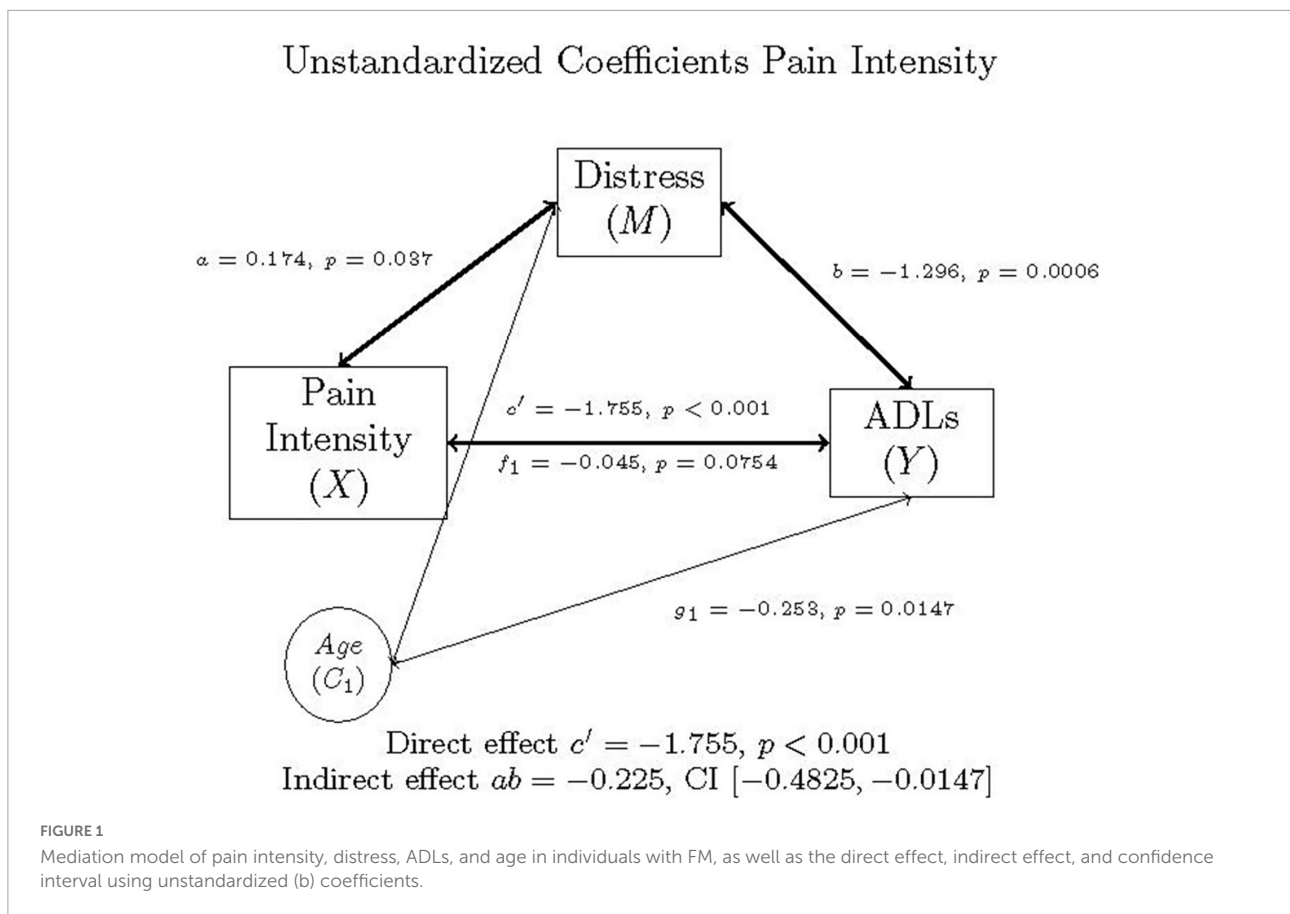 Unstandardized Coefficients Pain Intensity
Distress
(M)
a = 0.174, p = 0.037
b = −1.296, p = 0.0006
Pain
Intensity
(X)
c′ = −1.755, p < 0.001
f₁ = −0.045, p = 0.0754
ADLs
(Y)
g₁ = −0.253, p = 0.0147
Age
(C₁)
Direct effect c′ = −1.755, p < 0.001
Indirect effect ab = −0.225, CI [−0.4825, −0.0147]
FIGURE 1
Mediation model of pain intensity, distress, ADLs, and age in individuals with FM, as well as the direct effect, indirect effect, and confidence
interval using unstandardized (b) coefficients.